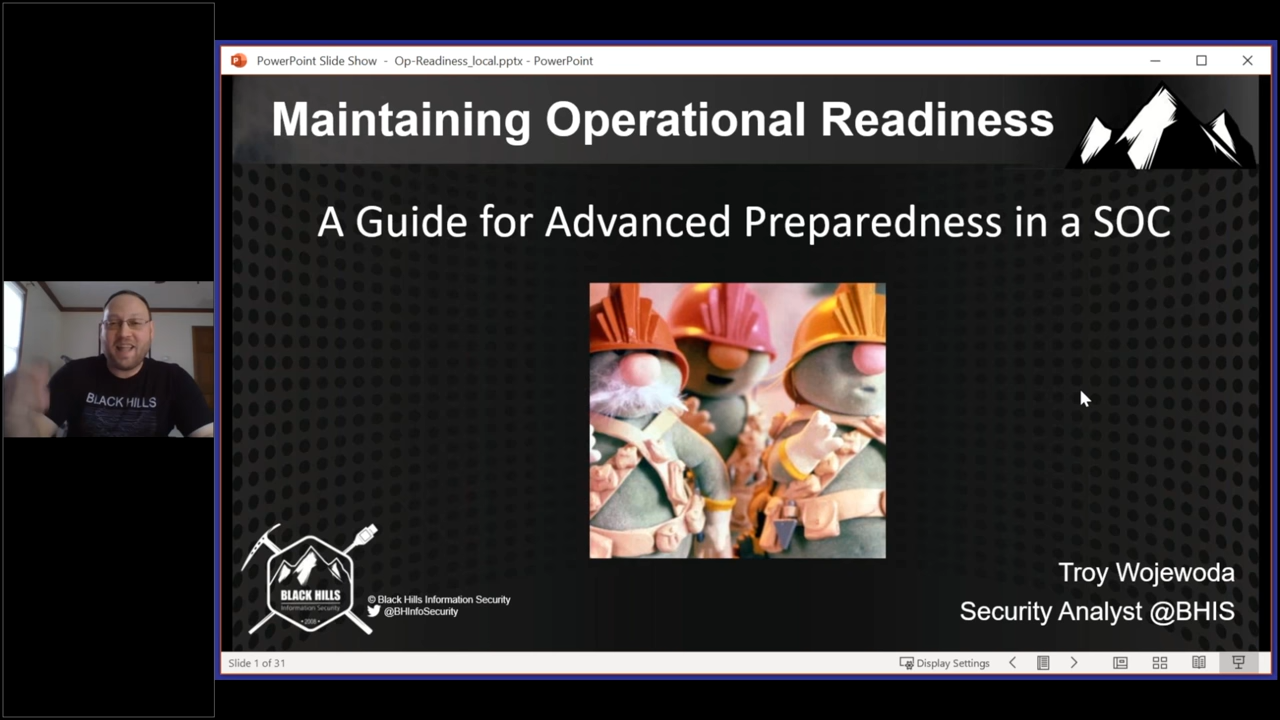 PowerPoint Slide Show - Op-Readiness_local.pptx - PowerPoint
Maintaining Operational Readiness
A Guide for Advanced Preparedness in a SOC
BLACK HILLS
BLACK HILLS
Information Security
• 2008 •
© Black Hills Information Security
@BHInfoSecurity
Troy Wojewoda
Security Analyst @BHIS
Slide 1 of 31
Display Settings